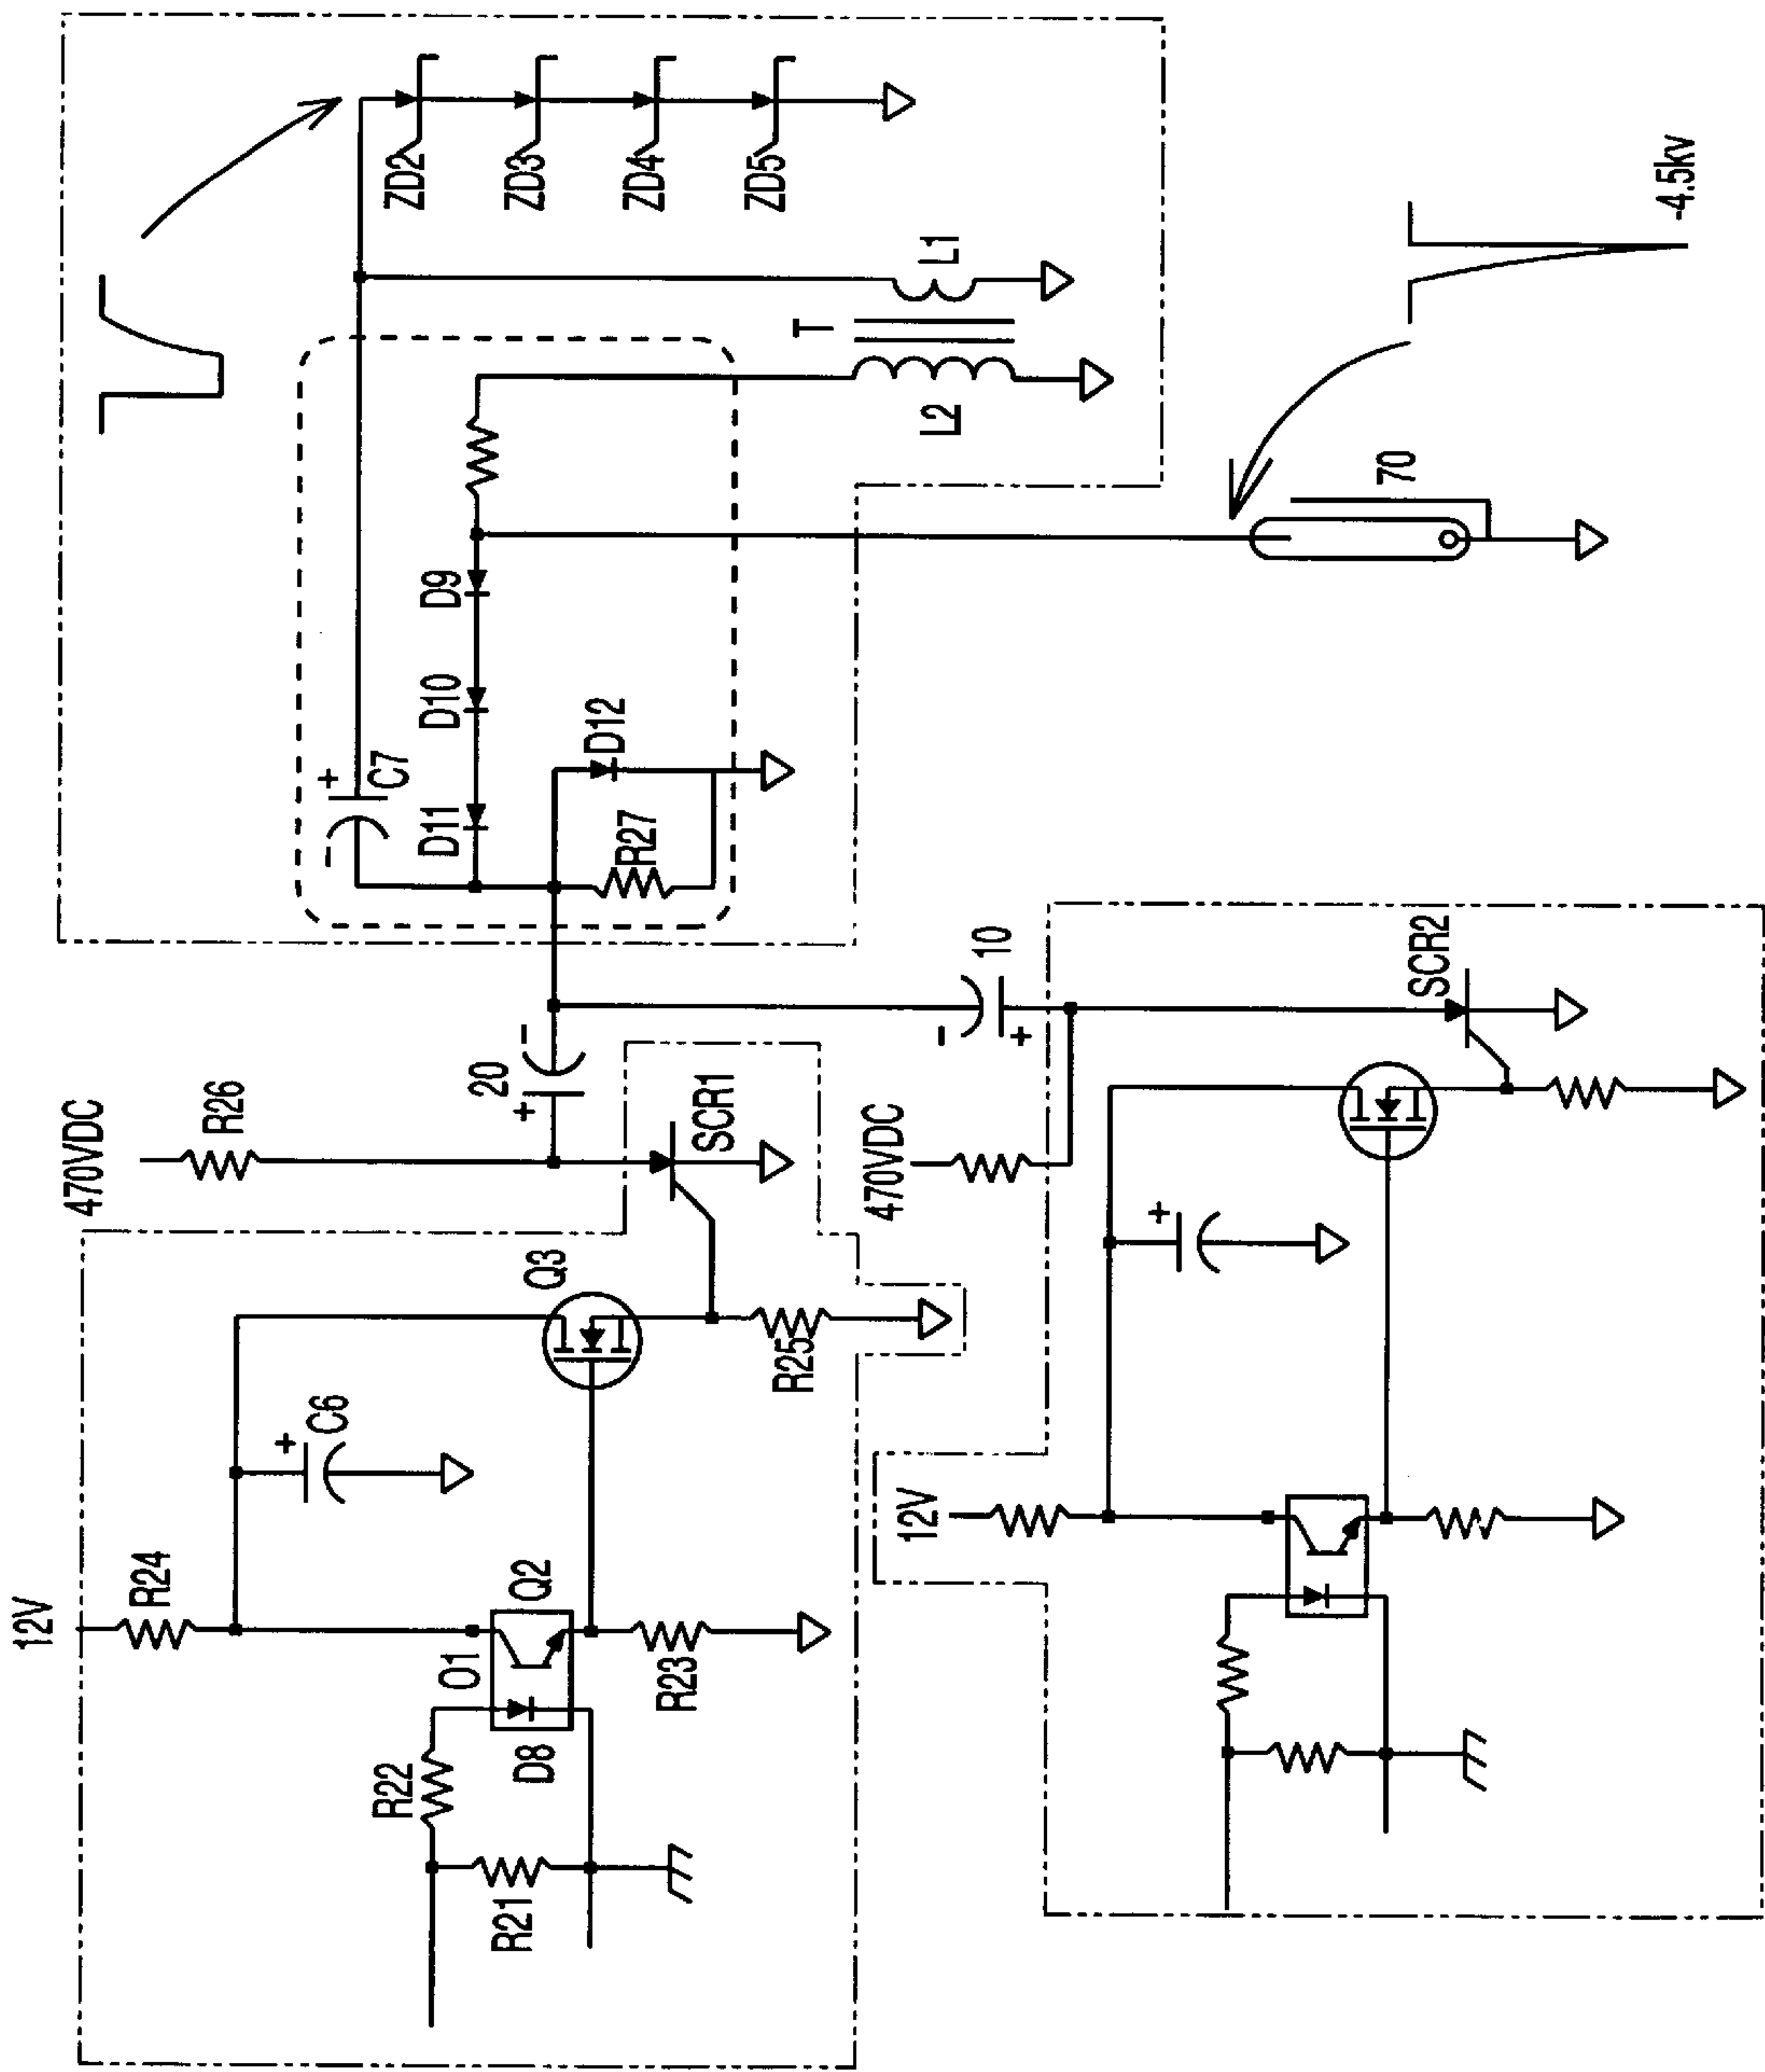 12V
470VDC
R24
R26
+
C6
-
+
C7
R22
ZD2
O1
D11
D10
D9
+
20
-
R21
D8
Q2
Q3
ZD3
D12
R27
ZD4
R23
SCR1
ZD5
R25
T
470VDC
12V
L2
L1
-
10
+
+
70
SCR2
-4.5kv